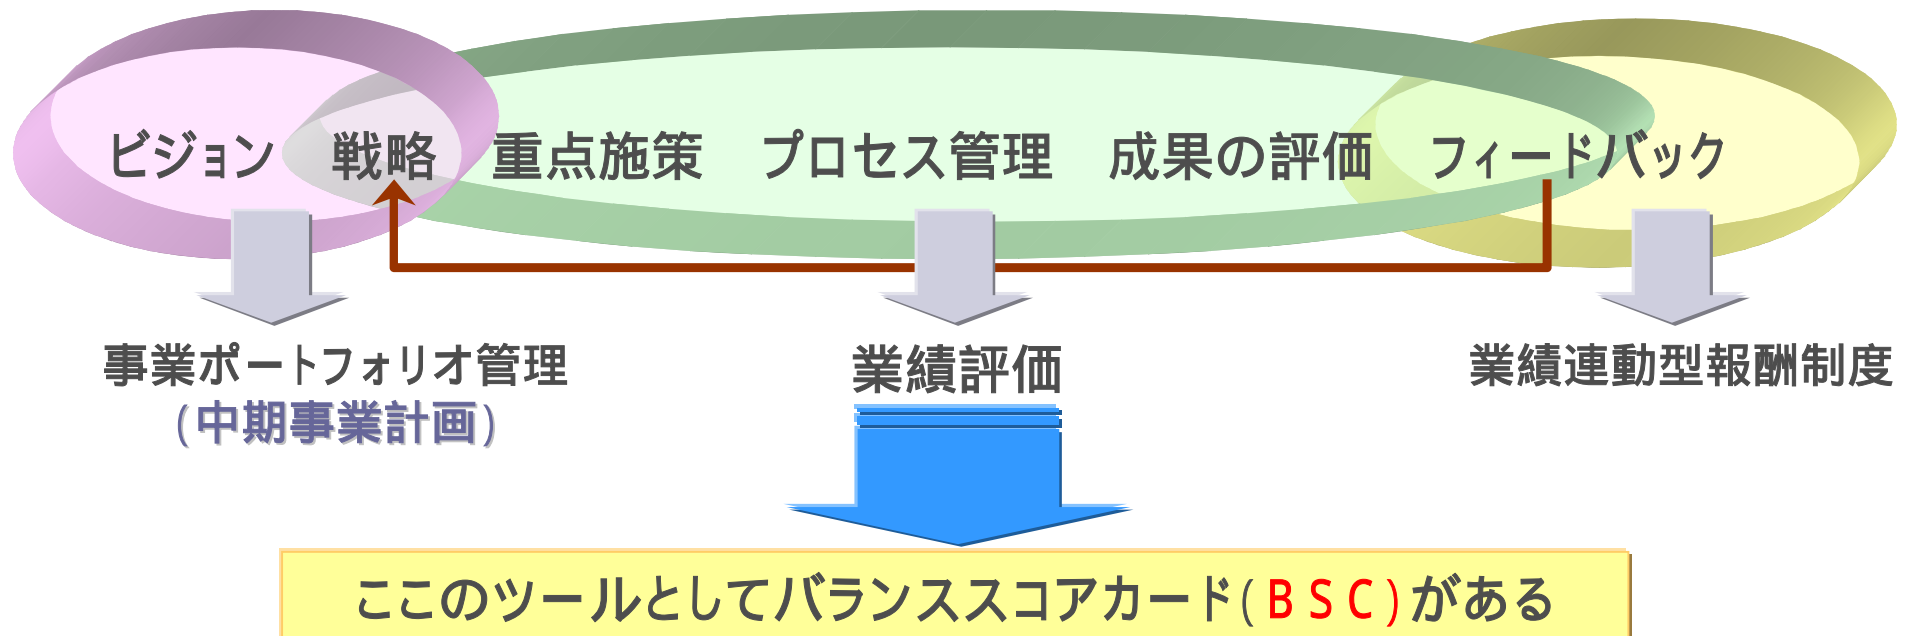 ビジョン 戦略 重点施策 プロセス管理 成果の評価 フィードバック
事業ポートフォリオ管理 業績評価 業績連動型報酬制度
(中期事業計画)
ここのツールとしてバランススコアカード(BSC)がある